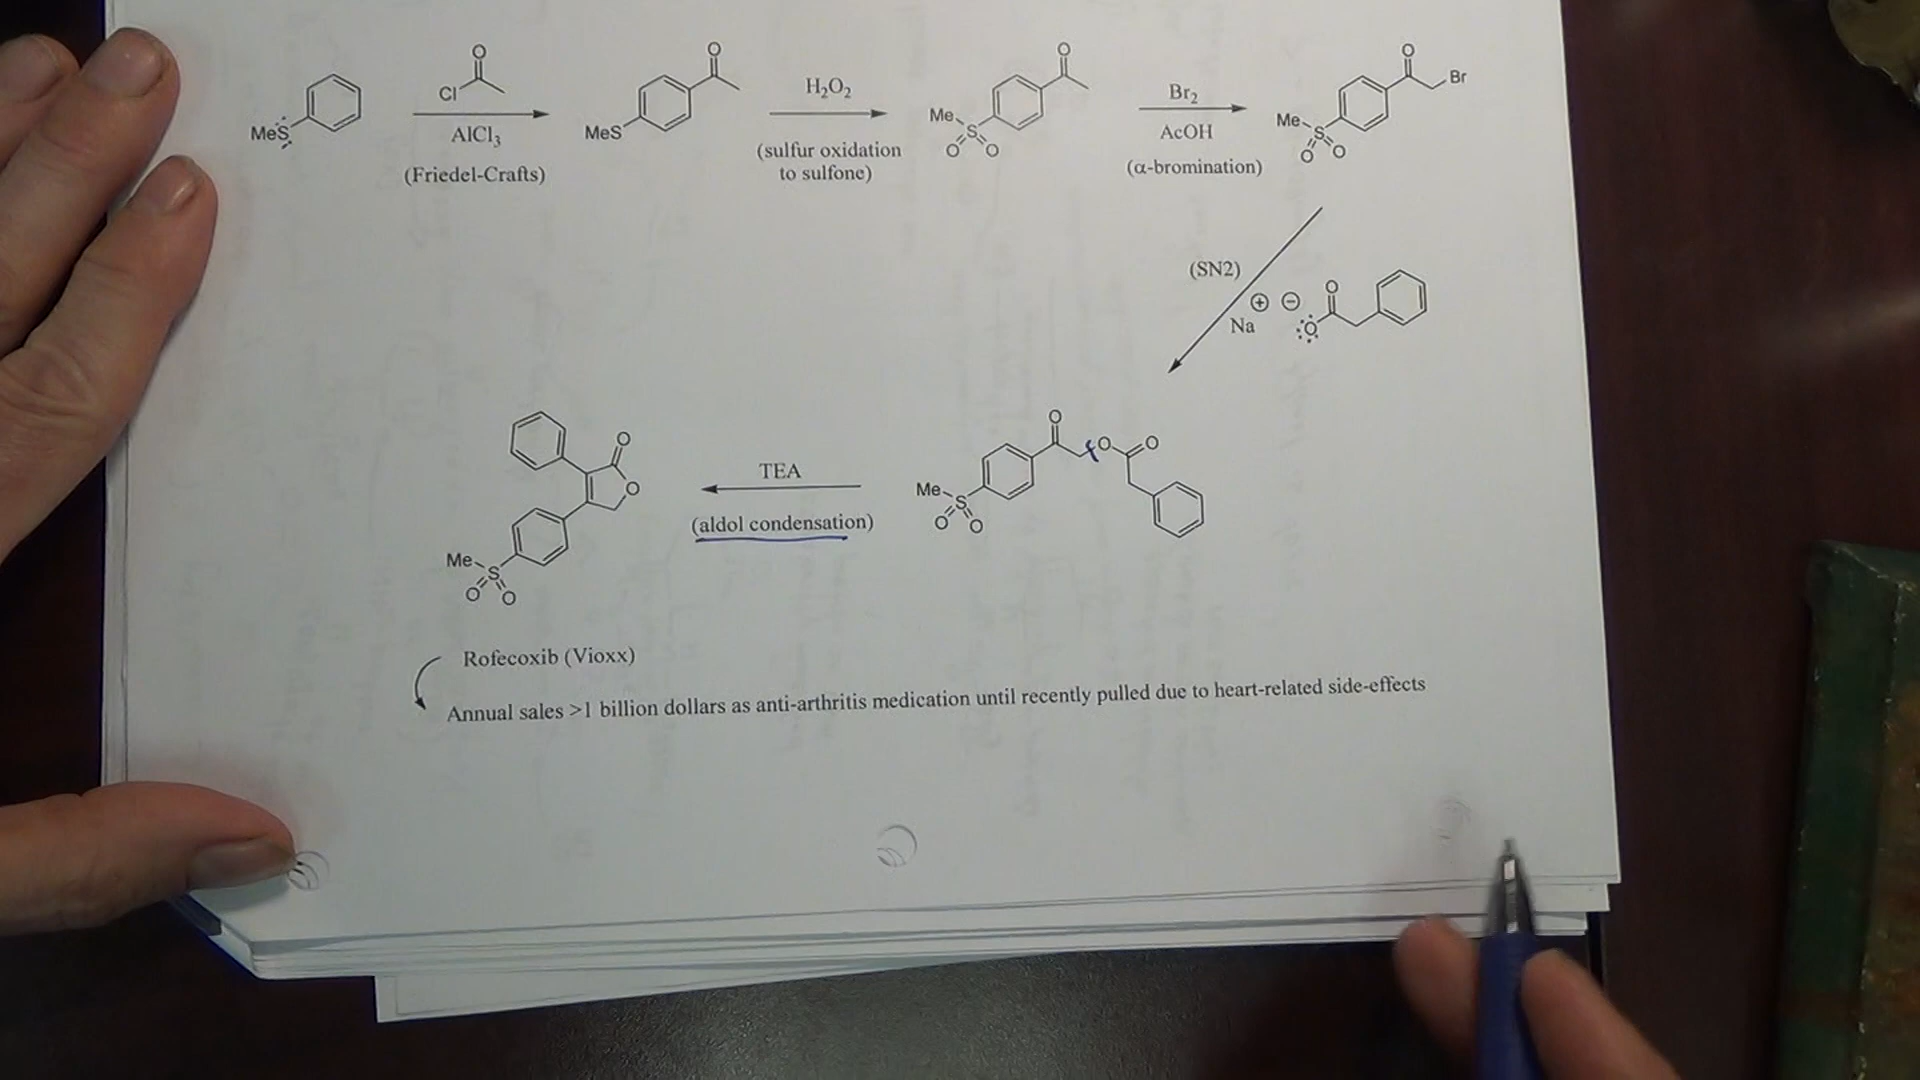 O
Cl
AlCl3
(Friedel-Crafts)
MeS
O
MeS
H2O2
(sulfur oxidation
to sulfone)
O
Me
S
O O
Br2
AcOH
(α-bromination)
O
Br
Me
S
O O
(SN2)
+ −
Na
O
O
O
O
O
Me
S
O O
TEA
(aldol condensation)
O
O
Me
S
O O
Rofecoxib (Vioxx)
Annual sales >1 billion dollars as anti-arthritis medication until recently pulled due to heart-related side-effects